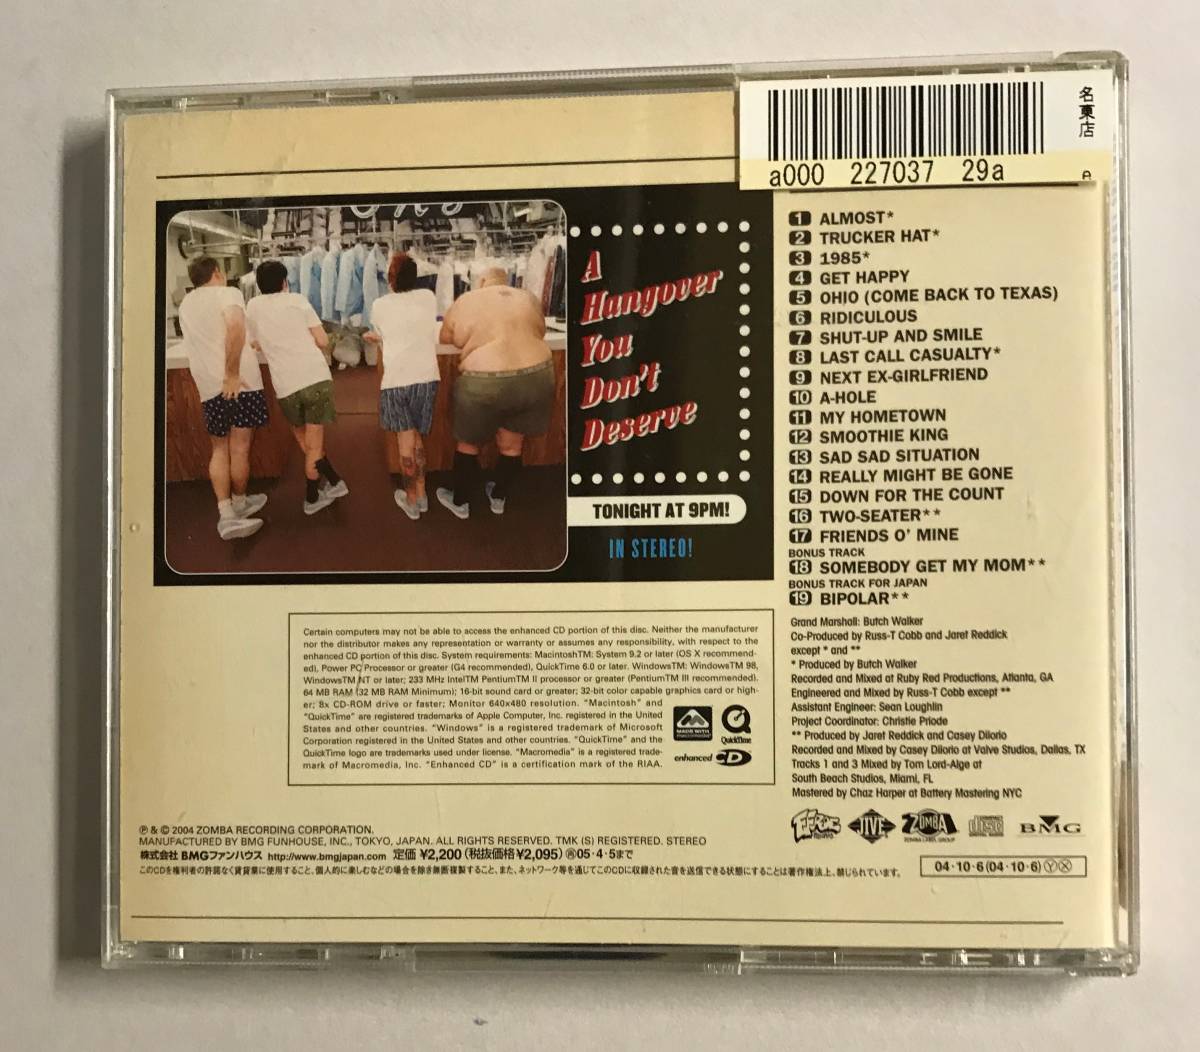 名東店
a000 227037 29a
A
Hangover
You
Don't
Deserve
TONIGHT AT 9PM!
IN STEREO!
1 ALMOST*
2 TRUCKER HAT*
3 1985*
4 GET HAPPY
5 OHIO (COME BACK TO TEXAS)
6 RIDICULOUS
7 SHUT-UP AND SMILE
8 LAST CALL CASUALTY*
9 NEXT EX-GIRLFRIEND
10 A-HOLE
11 MY HOMETOWN
12 SMOOTHIE KING
13 SAD SAD SITUATION
14 REALLY MIGHT BE GONE
15 DOWN FOR THE COUNT
16 TWO-SEATER**
17 FRIENDS O' MINE
BONUS TRACK
18 SOMEBODY GET MY MOM**
BONUS TRACK FOR JAPAN
19 BIPOLAR**
Grand Marshall: Butch Walker
Co-Produced by Russ-T Cobb and Jaret Reddick
except * and **
* Produced by Butch Walker
Recorded and Mixed at Ruby Red Productions, Atlanta, GA
Engineered and Mixed by Russ-T Cobb except **
Assistant Engineer: Sean Loughlin
Project Coordinator: Christie Priode
** Produced by Jaret Reddick and Casey DiIorio
Recorded and Mixed by Casey DiIorio at Valve Studios, Dallas, TX
Tracks 1 and 3 Mixed by Tom Lord-Alge at
South Beach Studios, Miami, FL
Mastered by Chaz Harper at Battery Mastering NYC
Certain computers may not be able to access the enhanced CD portion of this disc. Neither the manufacturer
nor the distributor makes any representation or warranty or assumes any responsibility, with respect to the
enhanced CD portion of this disc. System requirements: MacintoshTM: System 9.2 or later (OS X recommend-
ed), Power PC Processor or greater (G4 recommended), QuickTime 6.0 or later. WindowsTM: WindowsTM 98,
WindowsTM NT or later; 233 MHz IntelTM PentiumTM II processor or greater (PentiumTM III recommended).
64 MB RAM (32 MB RAM Minimum); 16-bit sound card or greater; 32-bit color capable graphics card or high-
er; 8x CD-ROM drive or faster; Monitor 640x480 resolution. "Macintosh" and
"QuickTime" are registered trademarks of Apple Computer, Inc. registered in the United
States and other countries. "Windows" is a registered trademark of Microsoft
Corporation registered in the United States and other countries. "QuickTime" and the
QuickTime logo are trademarks used under license. "Macromedia" is a registered trade-
mark of Macromedia, Inc. "Enhanced CD" is a certification mark of the RIAA.
MADE WITH
QuickTime
enhanced CD
℗ & © 2004 ZOMBA RECORDING CORPORATION.
MANUFACTURED BY BMG FUNHOUSE, INC., TOKYO, JAPAN. ALL RIGHTS RESERVED. TMK (S) REGISTERED. STEREO
株式会社 BMGファンハウス http://www.bmgjapan.com 定価 ¥2,200(税抜価格¥2,095) ㊞05・4・5まで
このCDを権利者の許諾なく賃貸業に使用すること、個人的に楽しむなどの場合を除き無断複製すること、また、ネットワーク等を通じてこのCDに収録された音を送信できる状態にすることは著作権法上、禁じられています。
JIVE
ZOMBA
disc
BMG
04・10・6(04・10・6)ⓎⓍ